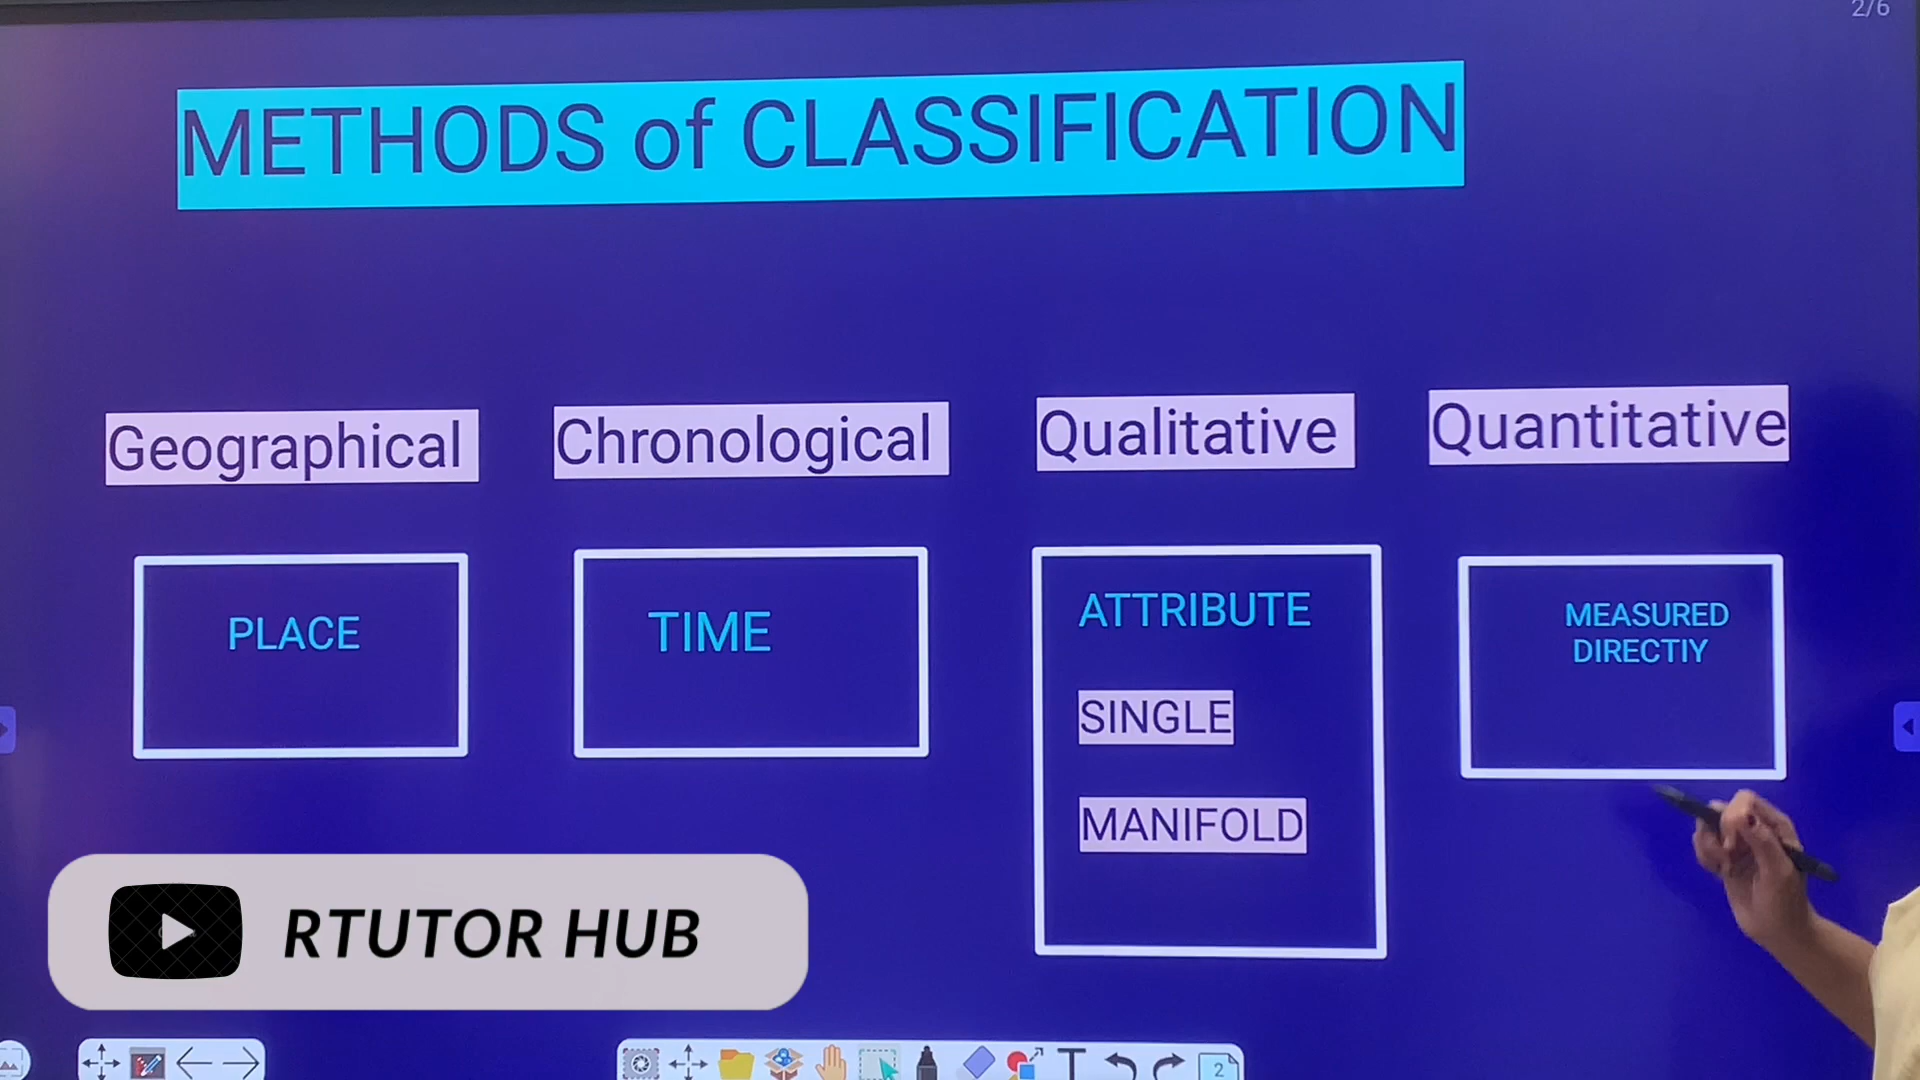 2/6
METHODS of CLASSIFICATION
Geographical
Chronological
Qualitative
Quantitative
PLACE
TIME
ATTRIBUTE
SINGLE
MANIFOLD
MEASURED
DIRECTIY
RTUTOR HUB
T
2